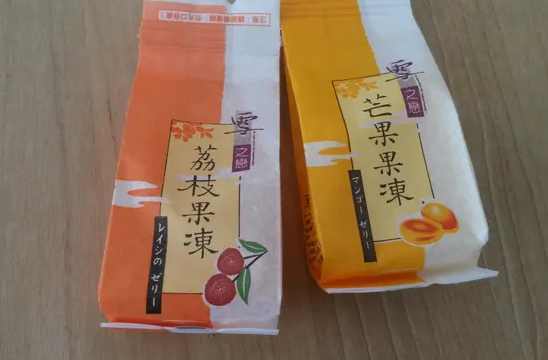 雪
之戀
荔枝果凍
レイシの ゼリー
雪
之戀
芒果果凍
マンゴー ゼリー